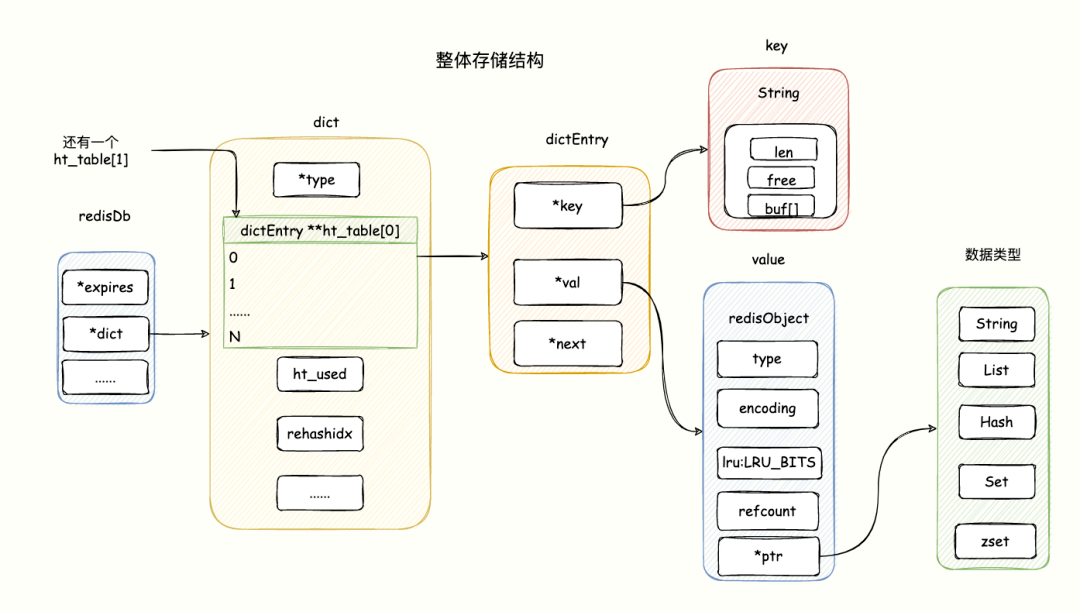 整体存储结构
还有一个
ht_table[1]
redisDb
*expires
*dict
......
dict
*type
dictEntry **ht_table[0]
0
1
......
N
ht_used
rehashidx
......
dictEntry
*key
*val
*next
key
String
len
free
buf[]
value
redisObject
type
encoding
lru:LRU_BITS
refcount
*ptr
数据类型
String
List
Hash
Set
zset